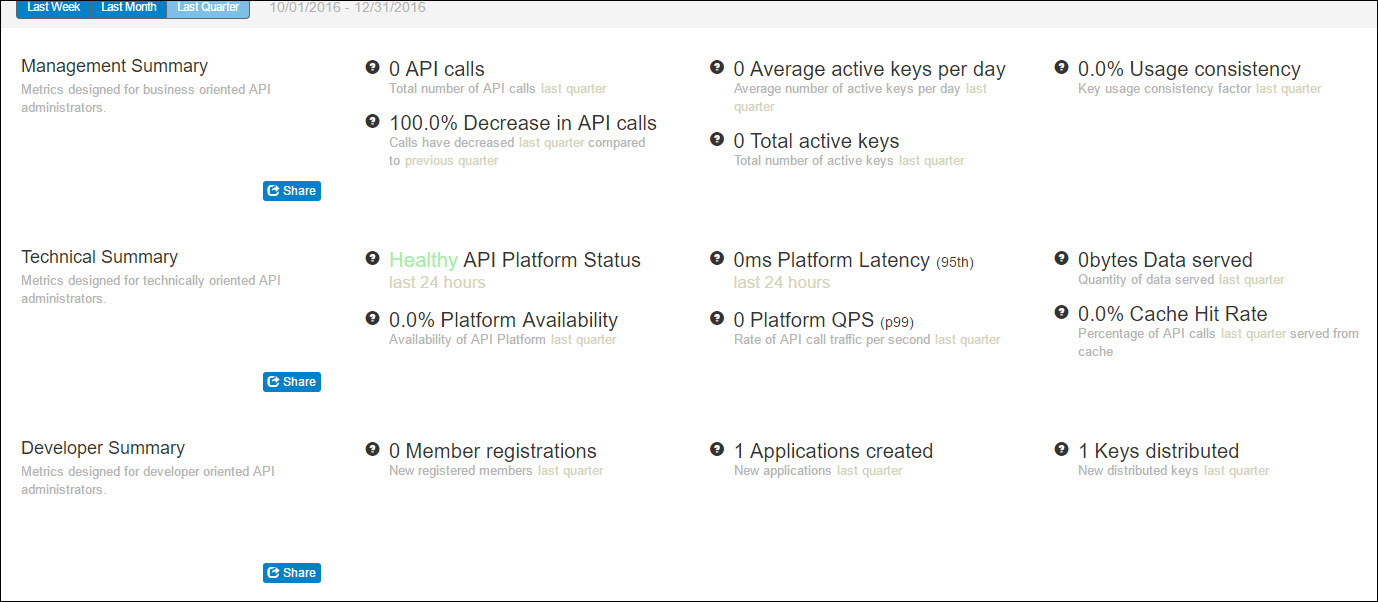 Last Week Last Month Last Quarter 10/01/2016 - 12/31/2016
Management Summary
Metrics designed for business oriented API
administrators.
Share
0 API calls
Total number of API calls last quarter
100.0% Decrease in API calls
Calls have decreased last quarter compared
to previous quarter
0 Average active keys per day
Average number of active keys per day last
quarter
0 Total active keys
Total number of active keys last quarter
0.0% Usage consistency
Key usage consistency factor last quarter
Technical Summary
Metrics designed for technically oriented API
administrators.
Share
Healthy API Platform Status
last 24 hours
0.0% Platform Availability
Availability of API Platform last quarter
0ms Platform Latency (95th)
last 24 hours
0 Platform QPS (p99)
Rate of API call traffic per second last quarter
0bytes Data served
Quantity of data served last quarter
0.0% Cache Hit Rate
Percentage of API calls last quarter served from
cache
Developer Summary
Metrics designed for developer oriented API
administrators.
Share
0 Member registrations
New registered members last quarter
1 Applications created
New applications last quarter
1 Keys distributed
New distributed keys last quarter